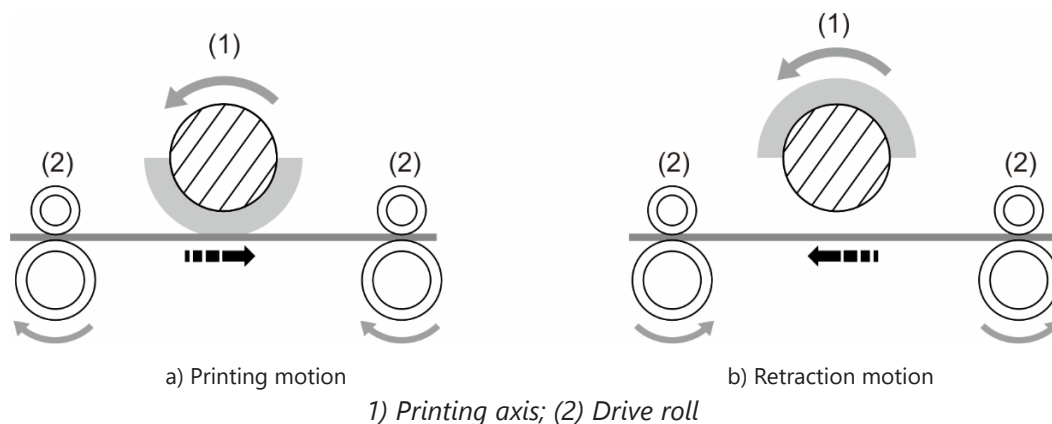 (1) (1)
(2) (2) (2) (2)
a) Printing motion b) Retraction motion
1) Printing axis; (2) Drive roll